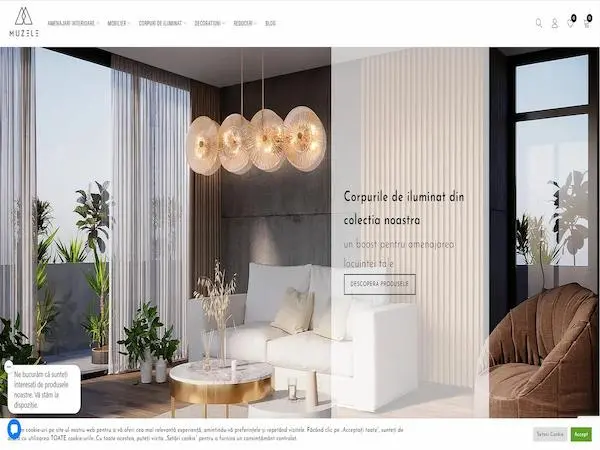 MUZELE
AMENAJARI INTERIOARE MOBILIER CORPURI DE ILUMINAT DECORATIUNI REDUCERI BLOG
0 0
Corpurile de iluminat din
colectia noastra
un boost pentru amenajarea
locuintei tale
DESCOPERA PRODUSELE
Ne bucurăm că sunteți
interesați de produsele
noastre. Vă stăm la
dispoziție.
cookie-uri pe site-ul nostru web pentru a vă oferi cea mai relevantă experiență, amintindu-vă preferințele și repetând vizitele. Făcând clic pe „Acceptați toate”, sunteți de
cu utilizarea TOATE cookie-urile. Cu toate acestea, puteți vizita „Setări cookie” pentru a furniza un consimțământ controlat.
Setări Cookie Accept